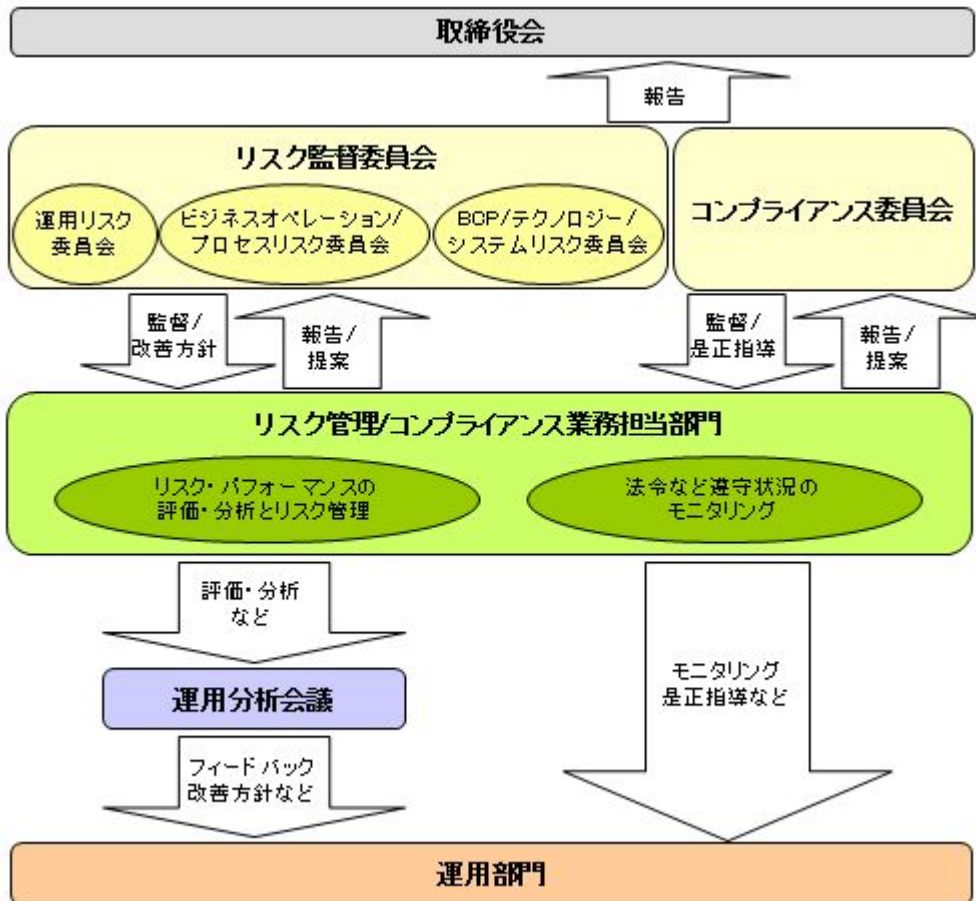 取締役会
報告
リスク監督委員会
運用リスク
委員会
ビジネスオペレーション/
プロセスリスク委員会
BCP/テクノロジー/
システムリスク委員会
コンプライアンス委員会
監督/
改善方針
報告/
提案
監督/
是正指導
報告/
提案
リスク管理/コンプライアンス業務担当部門
リスク・パフォーマンスの
評価・分析とリスク管理
法令など遵守状況の
モニタリング
評価・分析
など
運用分析会議
モニタリング
是正指導など
フィードバック
改善方針など
運用部門